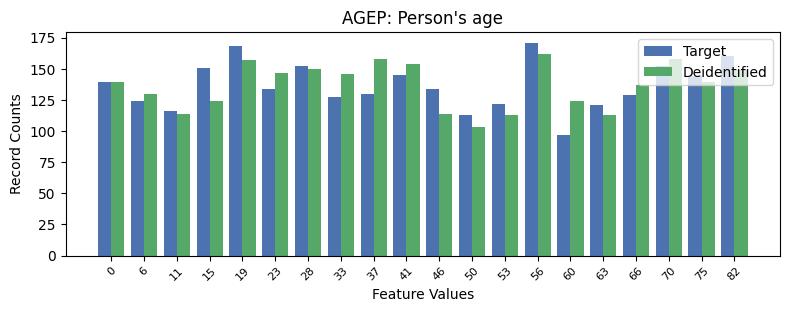 AGEP: Person's age
175
150
125
100
75
50
25
0
Record Counts
Target
Deidentified
0 6 11 15 19 23 28 33 37 41 46 50 53 56 60 63 66 70 75 82
Feature Values